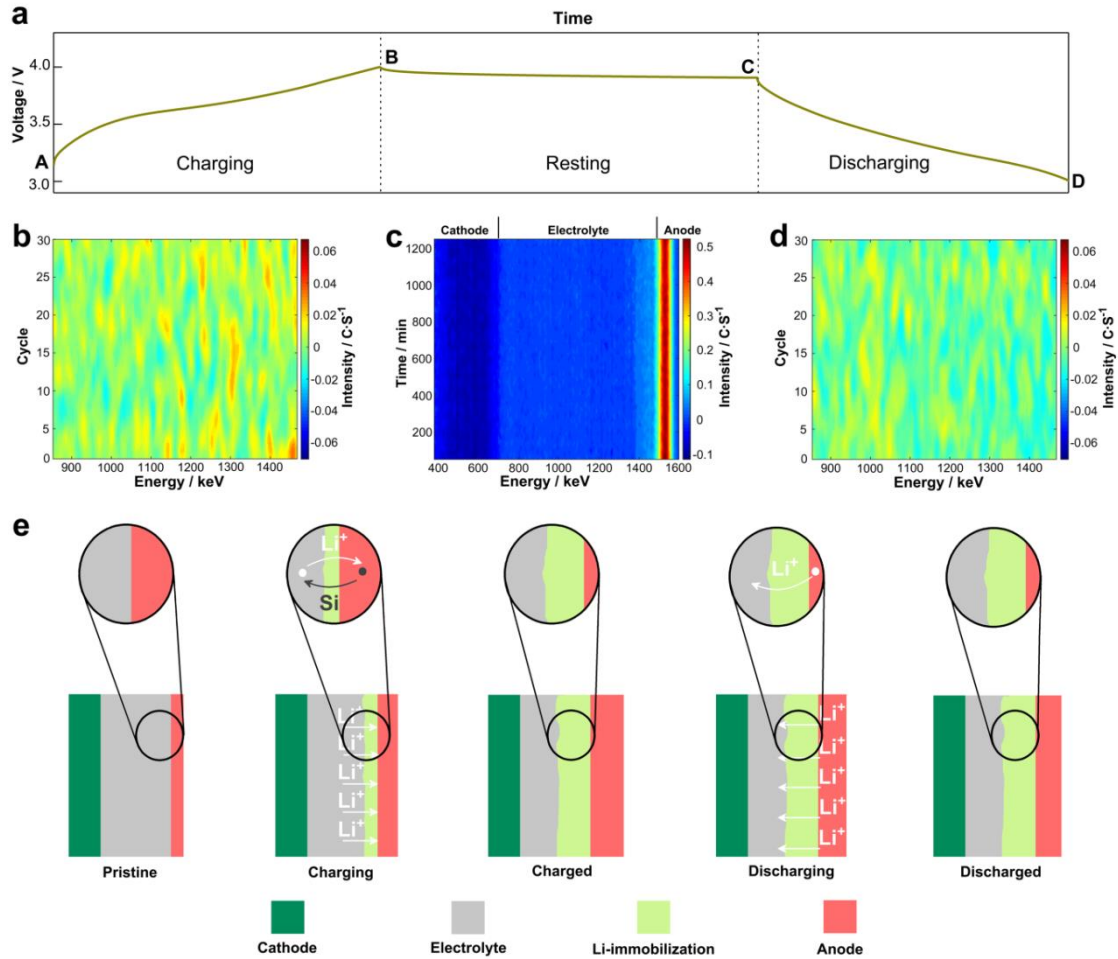 a
Time
Voltage / V
4.0
3.5
3.0
A
B
C
D
Charging
Resting
Discharging
b
Cycle
30
25
20
15
10
5
0
900 1000 1100 1200 1300 1400
Energy / keV
0.06
0.04
0.02
0
-0.02
-0.04
-0.06
Intensity / C·S⁻¹
c
Cathode Electrolyte Anode
Time / min
1200
1000
800
600
400
200
400 600 800 1000 1200 1400 1600
Energy / keV
0.5
0.4
0.3
0.2
0.1
0
-0.1
Intensity / C·S⁻¹
d
Cycle
30
25
20
15
10
5
0
900 1000 1100 1200 1300 1400
Energy / keV
0.06
0.04
0.02
0
-0.02
-0.04
-0.06
Intensity / C·S⁻¹
e
Li⁺
Si
Li⁺
Li⁺
Li⁺
Li⁺
Li⁺
Li⁺
Li⁺
Li⁺
Li⁺
Li⁺
Li⁺
Pristine
Charging
Charged
Discharging
Discharged
Cathode
Electrolyte
Li-immobilization
Anode